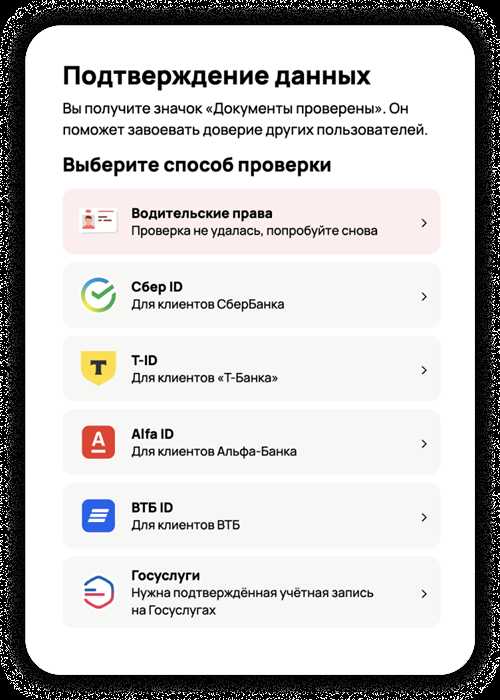 Подтверждение данных
Вы получите значок «Документы проверены». Он
поможет завоевать доверие других пользователей.
Выберите способ проверки
Водительские права
Проверка не удалась, попробуйте снова
Сбер ID
Для клиентов СберБанка
T-ID
Для клиентов «Т-Банка»
Alfa ID
Для клиентов Альфа-Банка
ВТБ ID
Для клиентов ВТБ
Госуслуги
Нужна подтверждённая учётная запись
на Госуслугах